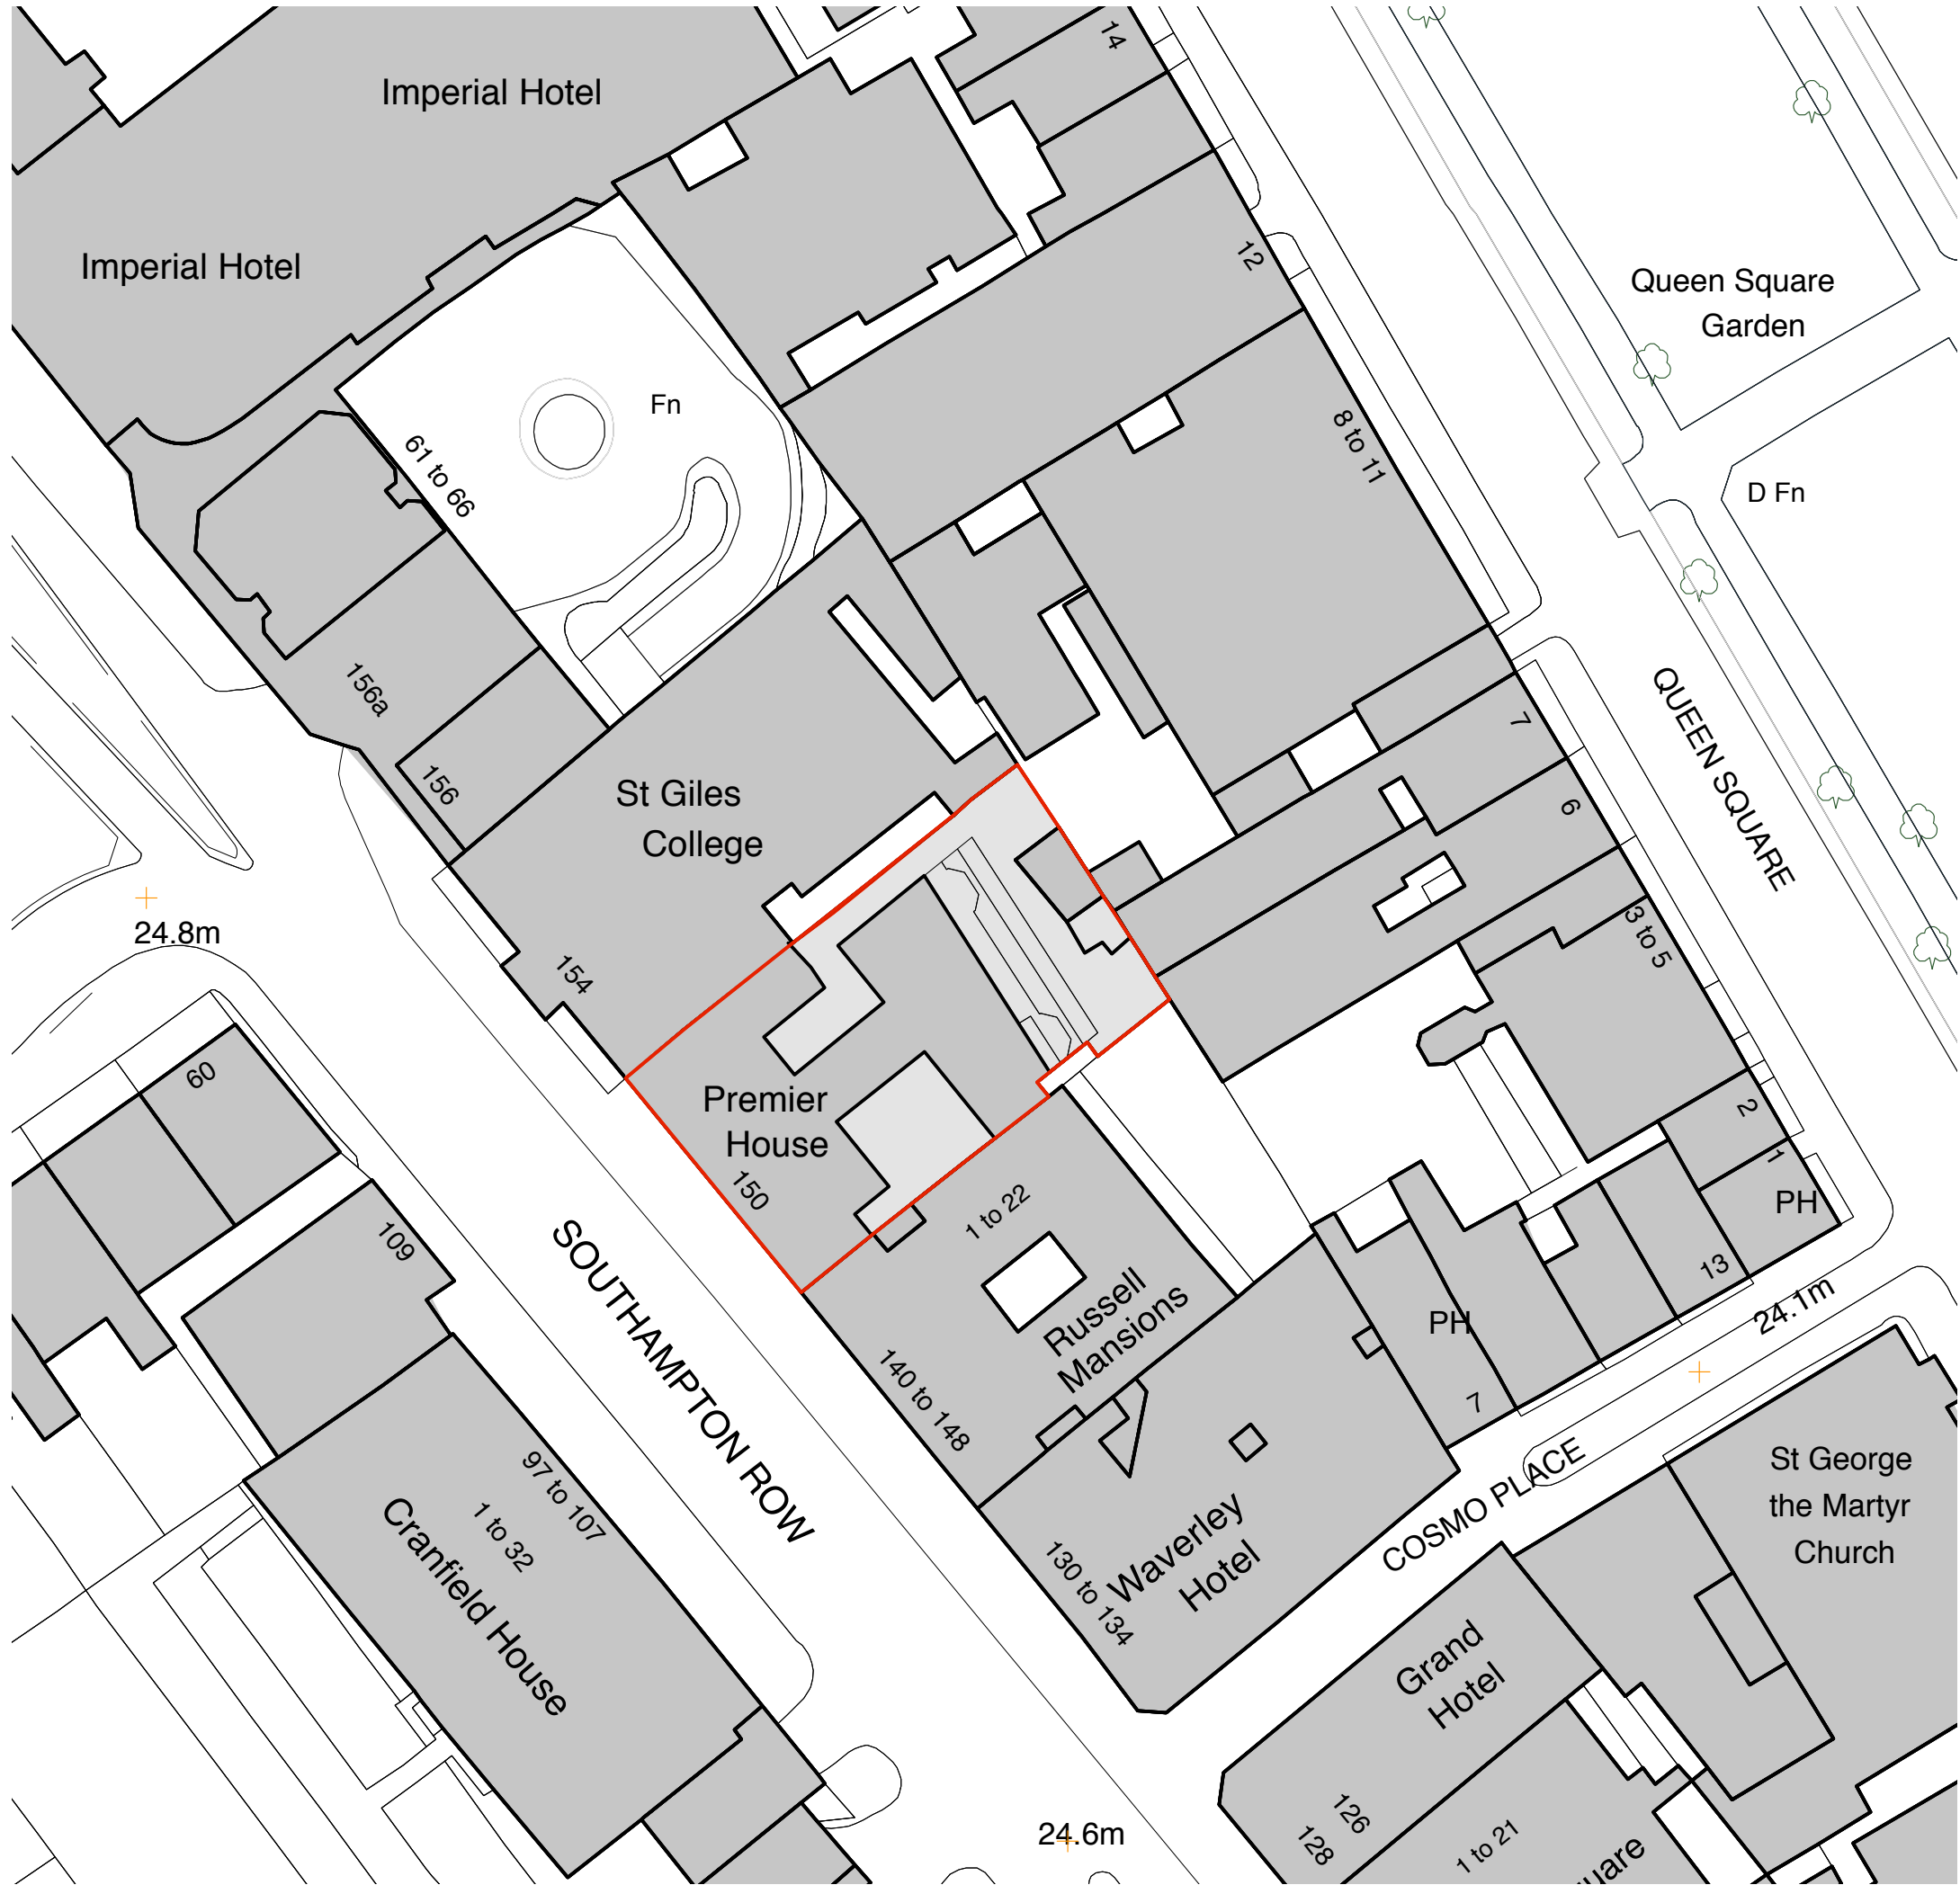 14
Imperial Hotel
Imperial Hotel
12
Queen Square
Garden
Fn
61 to 66
8 to 11
D Fn
156a
156
7
QUEEN SQUARE
St Giles
College
6
24.8m
154
3 to 5
60
Premier
House
150
2
1
PH
1 to 22
109
SOUTHAMPTON ROW
13
24.1m
Russell
Mansions
PH
140 to 148
7
COSMO PLACE
St George
the Martyr
Church
97 to 107
1 to 32
Cranfield House
Waverley
Hotel
130 to 134
Grand
Hotel
126
128
24.6m
1 to 21
uare